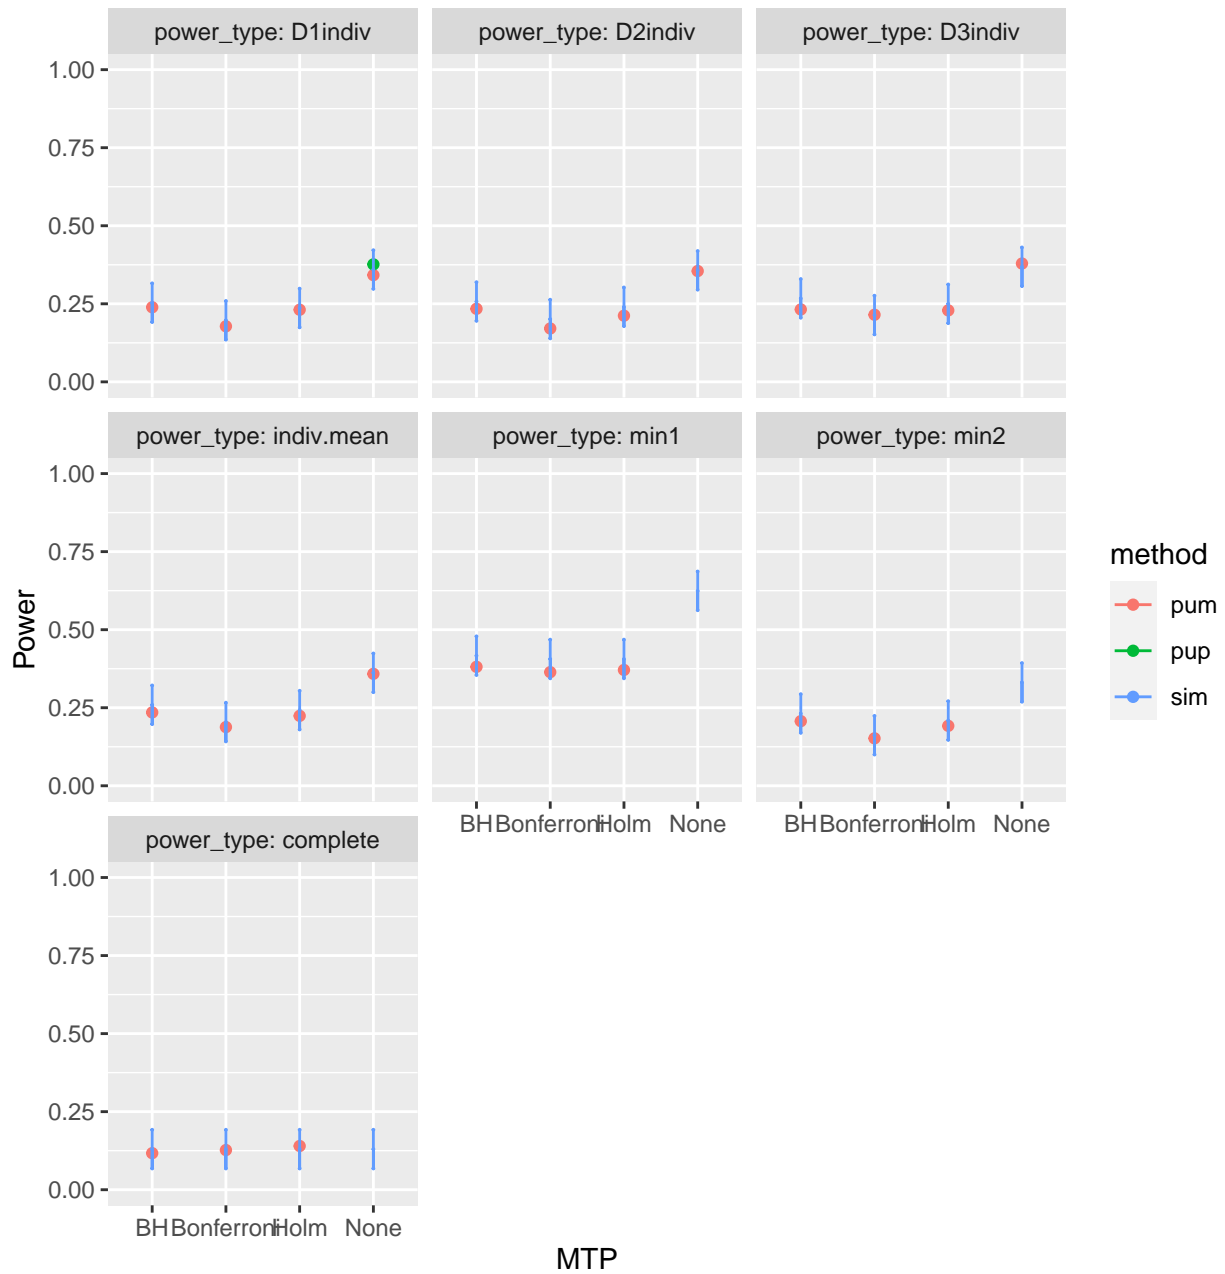 power_type: D1indiv
power_type: D2indiv
power_type: D3indiv
1.00
0.75
0.50
0.25
0.00
power_type: indiv.mean
power_type: min1
power_type: min2
1.00
0.75
0.50
0.25
0.00
BH Bonferroni Holm None
BH Bonferroni Holm None
power_type: complete
1.00
0.75
0.50
0.25
0.00
BH Bonferroni Holm None
MTP
Power
method
pum
pup
sim